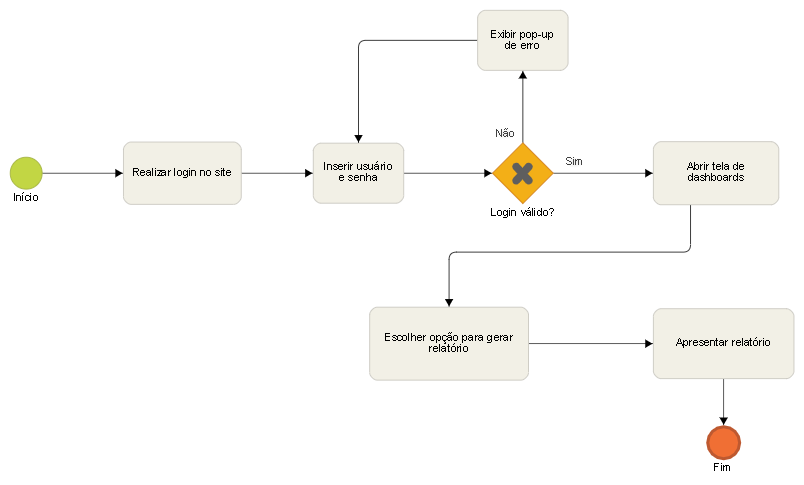 Exibir pop-up
de erro
Não
Sim
Realizar login no site
Inserir usuário
e senha
Abrir tela de
dashboards
Início
Login válido?
Escolher opção para gerar
relatório
Apresentar relatório
Fim